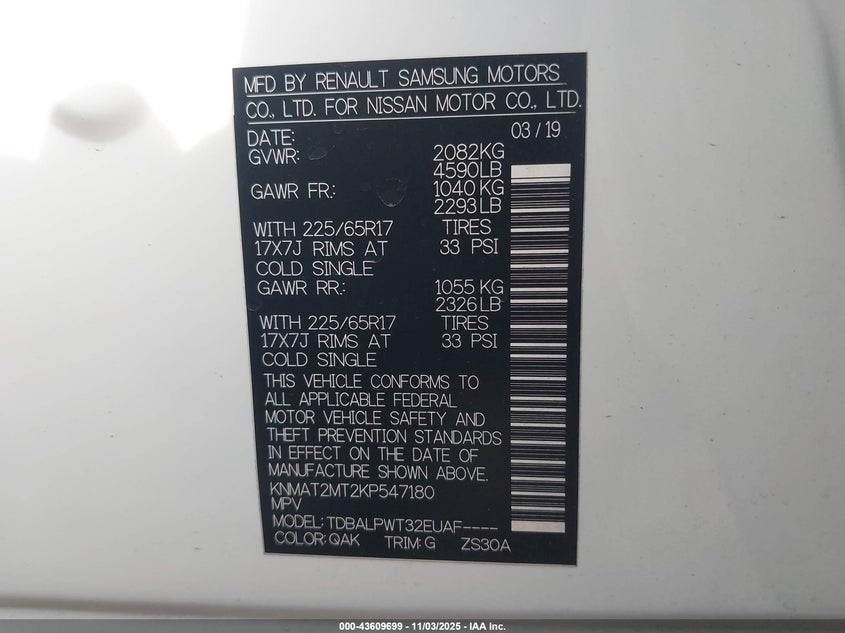 MFD BY RENAULT SAMSUNG MOTORS
CO., LTD. FOR NISSAN MOTOR CO., LTD.
DATE: 03 / 19
GVWR: 2082KG
4590LB
GAWR FR.: 1040 KG
2293LB
WITH 225/65R17 TIRES
17X7J RIMS AT 33 PSI
COLD SINGLE
GAWR RR.: 1055 KG
2326LB
WITH 225/65R17 TIRES
17X7J RIMS AT 33 PSI
COLD SINGLE
THIS VEHICLE CONFORMS TO
ALL APPLICABLE FEDERAL
MOTOR VEHICLE SAFETY AND
THEFT PREVENTION STANDARDS
IN EFFECT ON THE DATE OF
MANUFACTURE SHOWN ABOVE.
KNMAT2MT2KP547180
MPV
MODEL: TDBALPWT32EUAF----
COLOR: QAK TRIM: G ZS30A
000-43609699 - 11/03/2025 - IAA Inc.